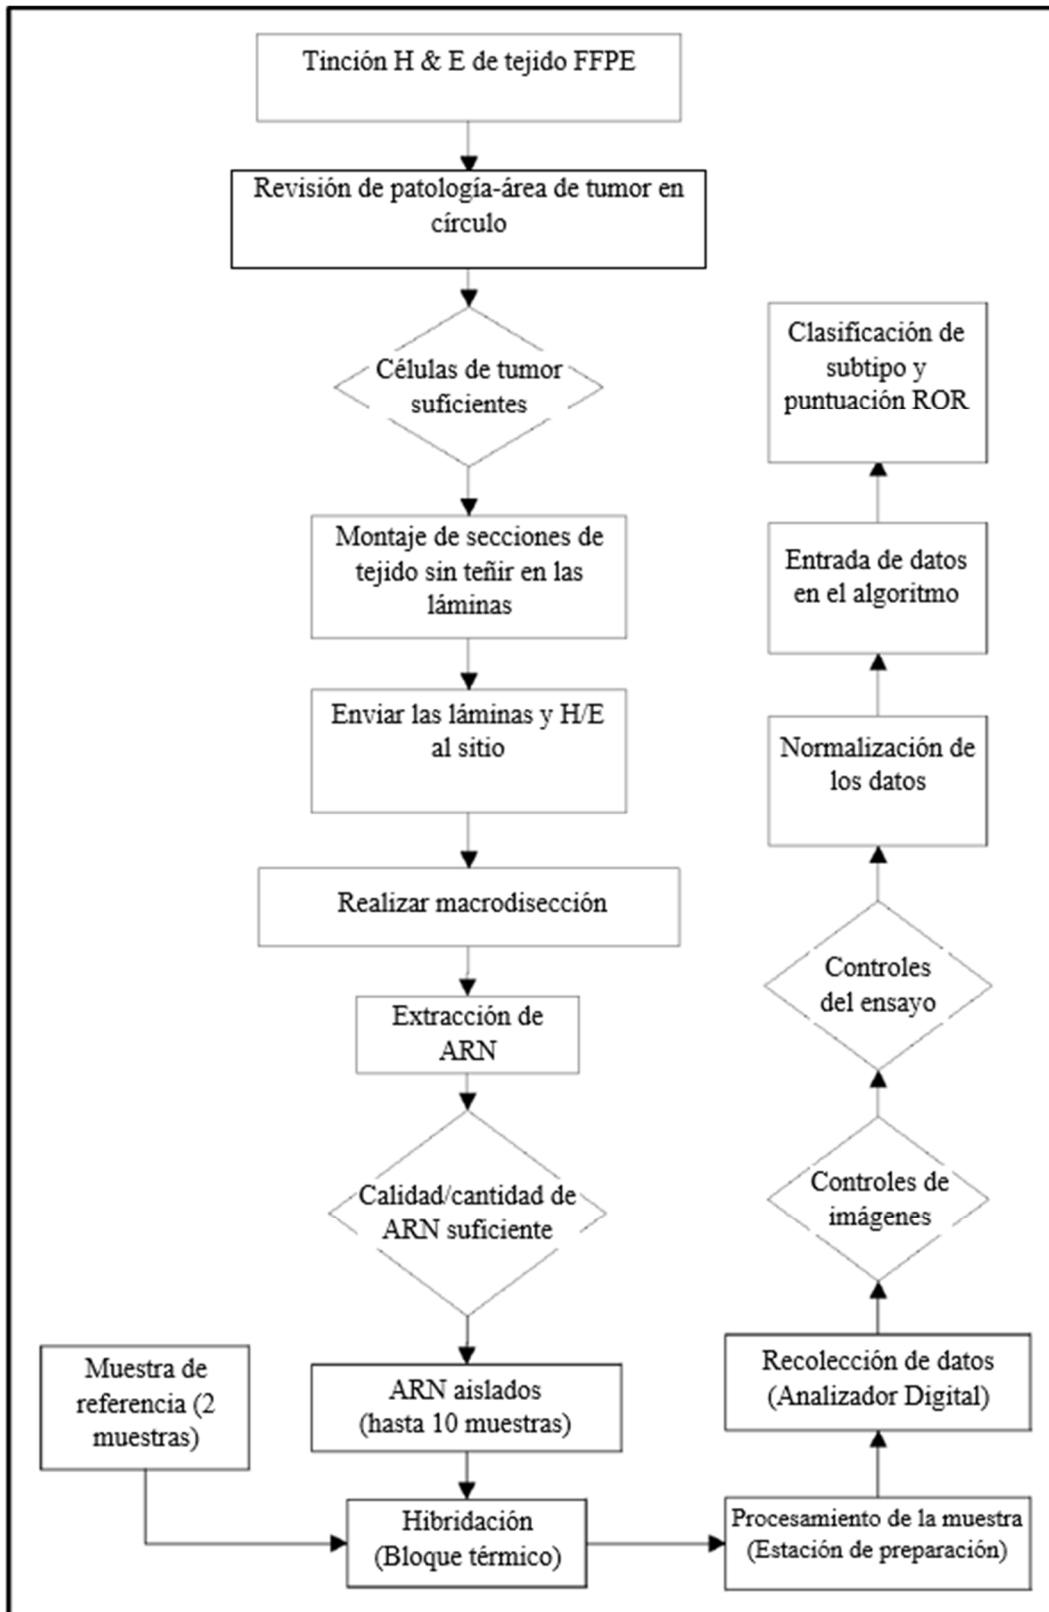 Tinción H & E de tejido FFPE
Revisión de patología-área de tumor en
círculo
Células de tumor
suficientes
Montaje de secciones de
tejido sin teñir en las
láminas
Enviar las láminas y H/E
al sitio
Realizar macrodisección
Extracción de
ARN
Calidad/cantidad de
ARN suficiente
Muestra de
referencia (2
muestras)
ARN aislados
(hasta 10 muestras)
Hibridación
(Bloque térmico)
Procesamiento de la muestra
(Estación de preparación)
Recolección de datos
(Analizador Digital)
Controles de
imágenes
Controles
del ensayo
Normalización de
los datos
Entrada de datos
en el algoritmo
Clasificación de
subtipo y
puntuación ROR